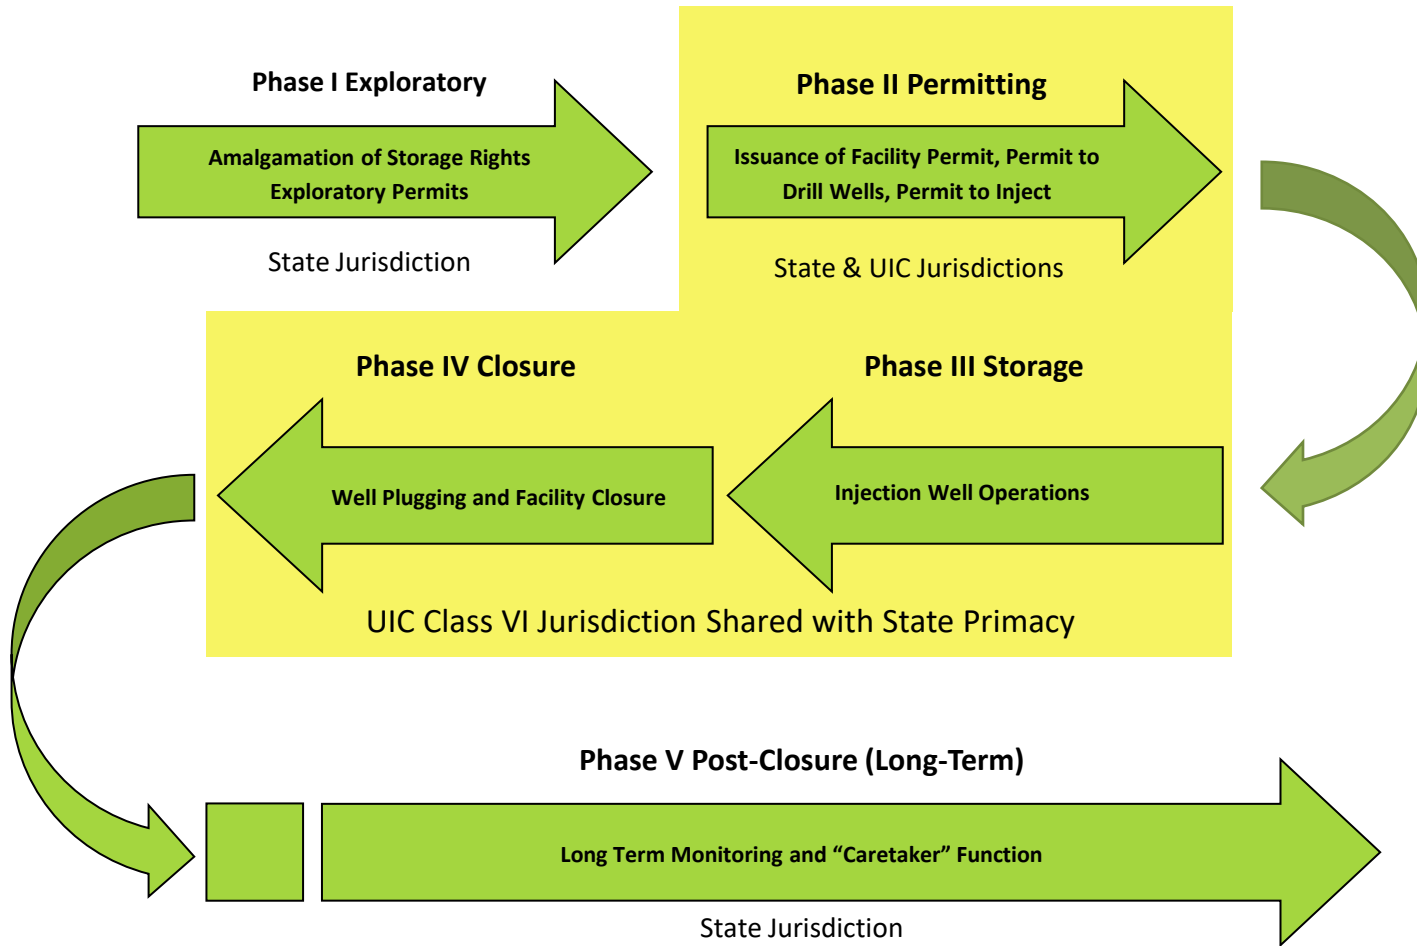 Phase I Exploratory
Amalgamation of Storage Rights
Exploratory Permits
State Jurisdiction
Phase II Permitting
Issuance of Facility Permit, Permit to
Drill Wells, Permit to Inject
State & UIC Jurisdictions
Phase III Storage
Injection Well Operations
Phase IV Closure
Well Plugging and Facility Closure
UIC Class VI Jurisdiction Shared with State Primacy
Phase V Post-Closure (Long-Term)
Long Term Monitoring and “Caretaker” Function
State Jurisdiction